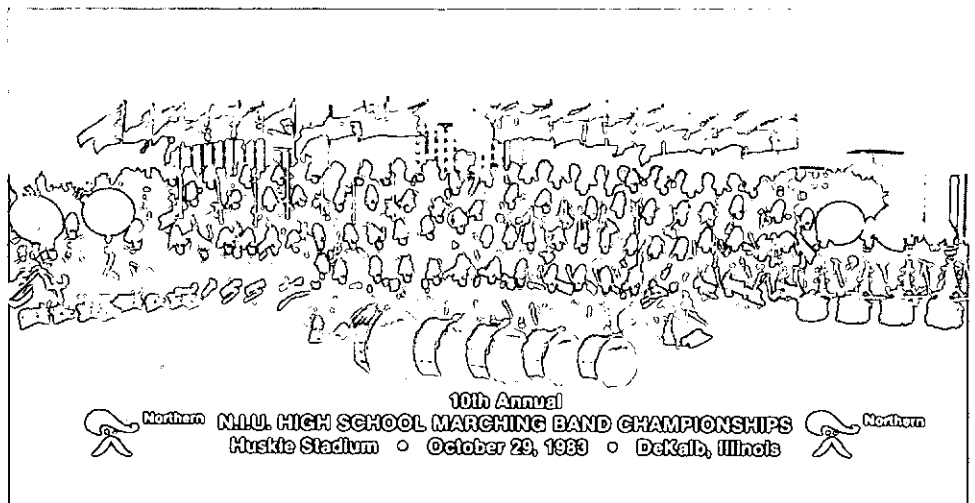 10th Annual
Northern N.I.U. HIGH SCHOOL MARCHING BAND CHAMPIONSHIPS Northern
Huskie Stadium • October 29, 1983 • DeKalb, Illinois